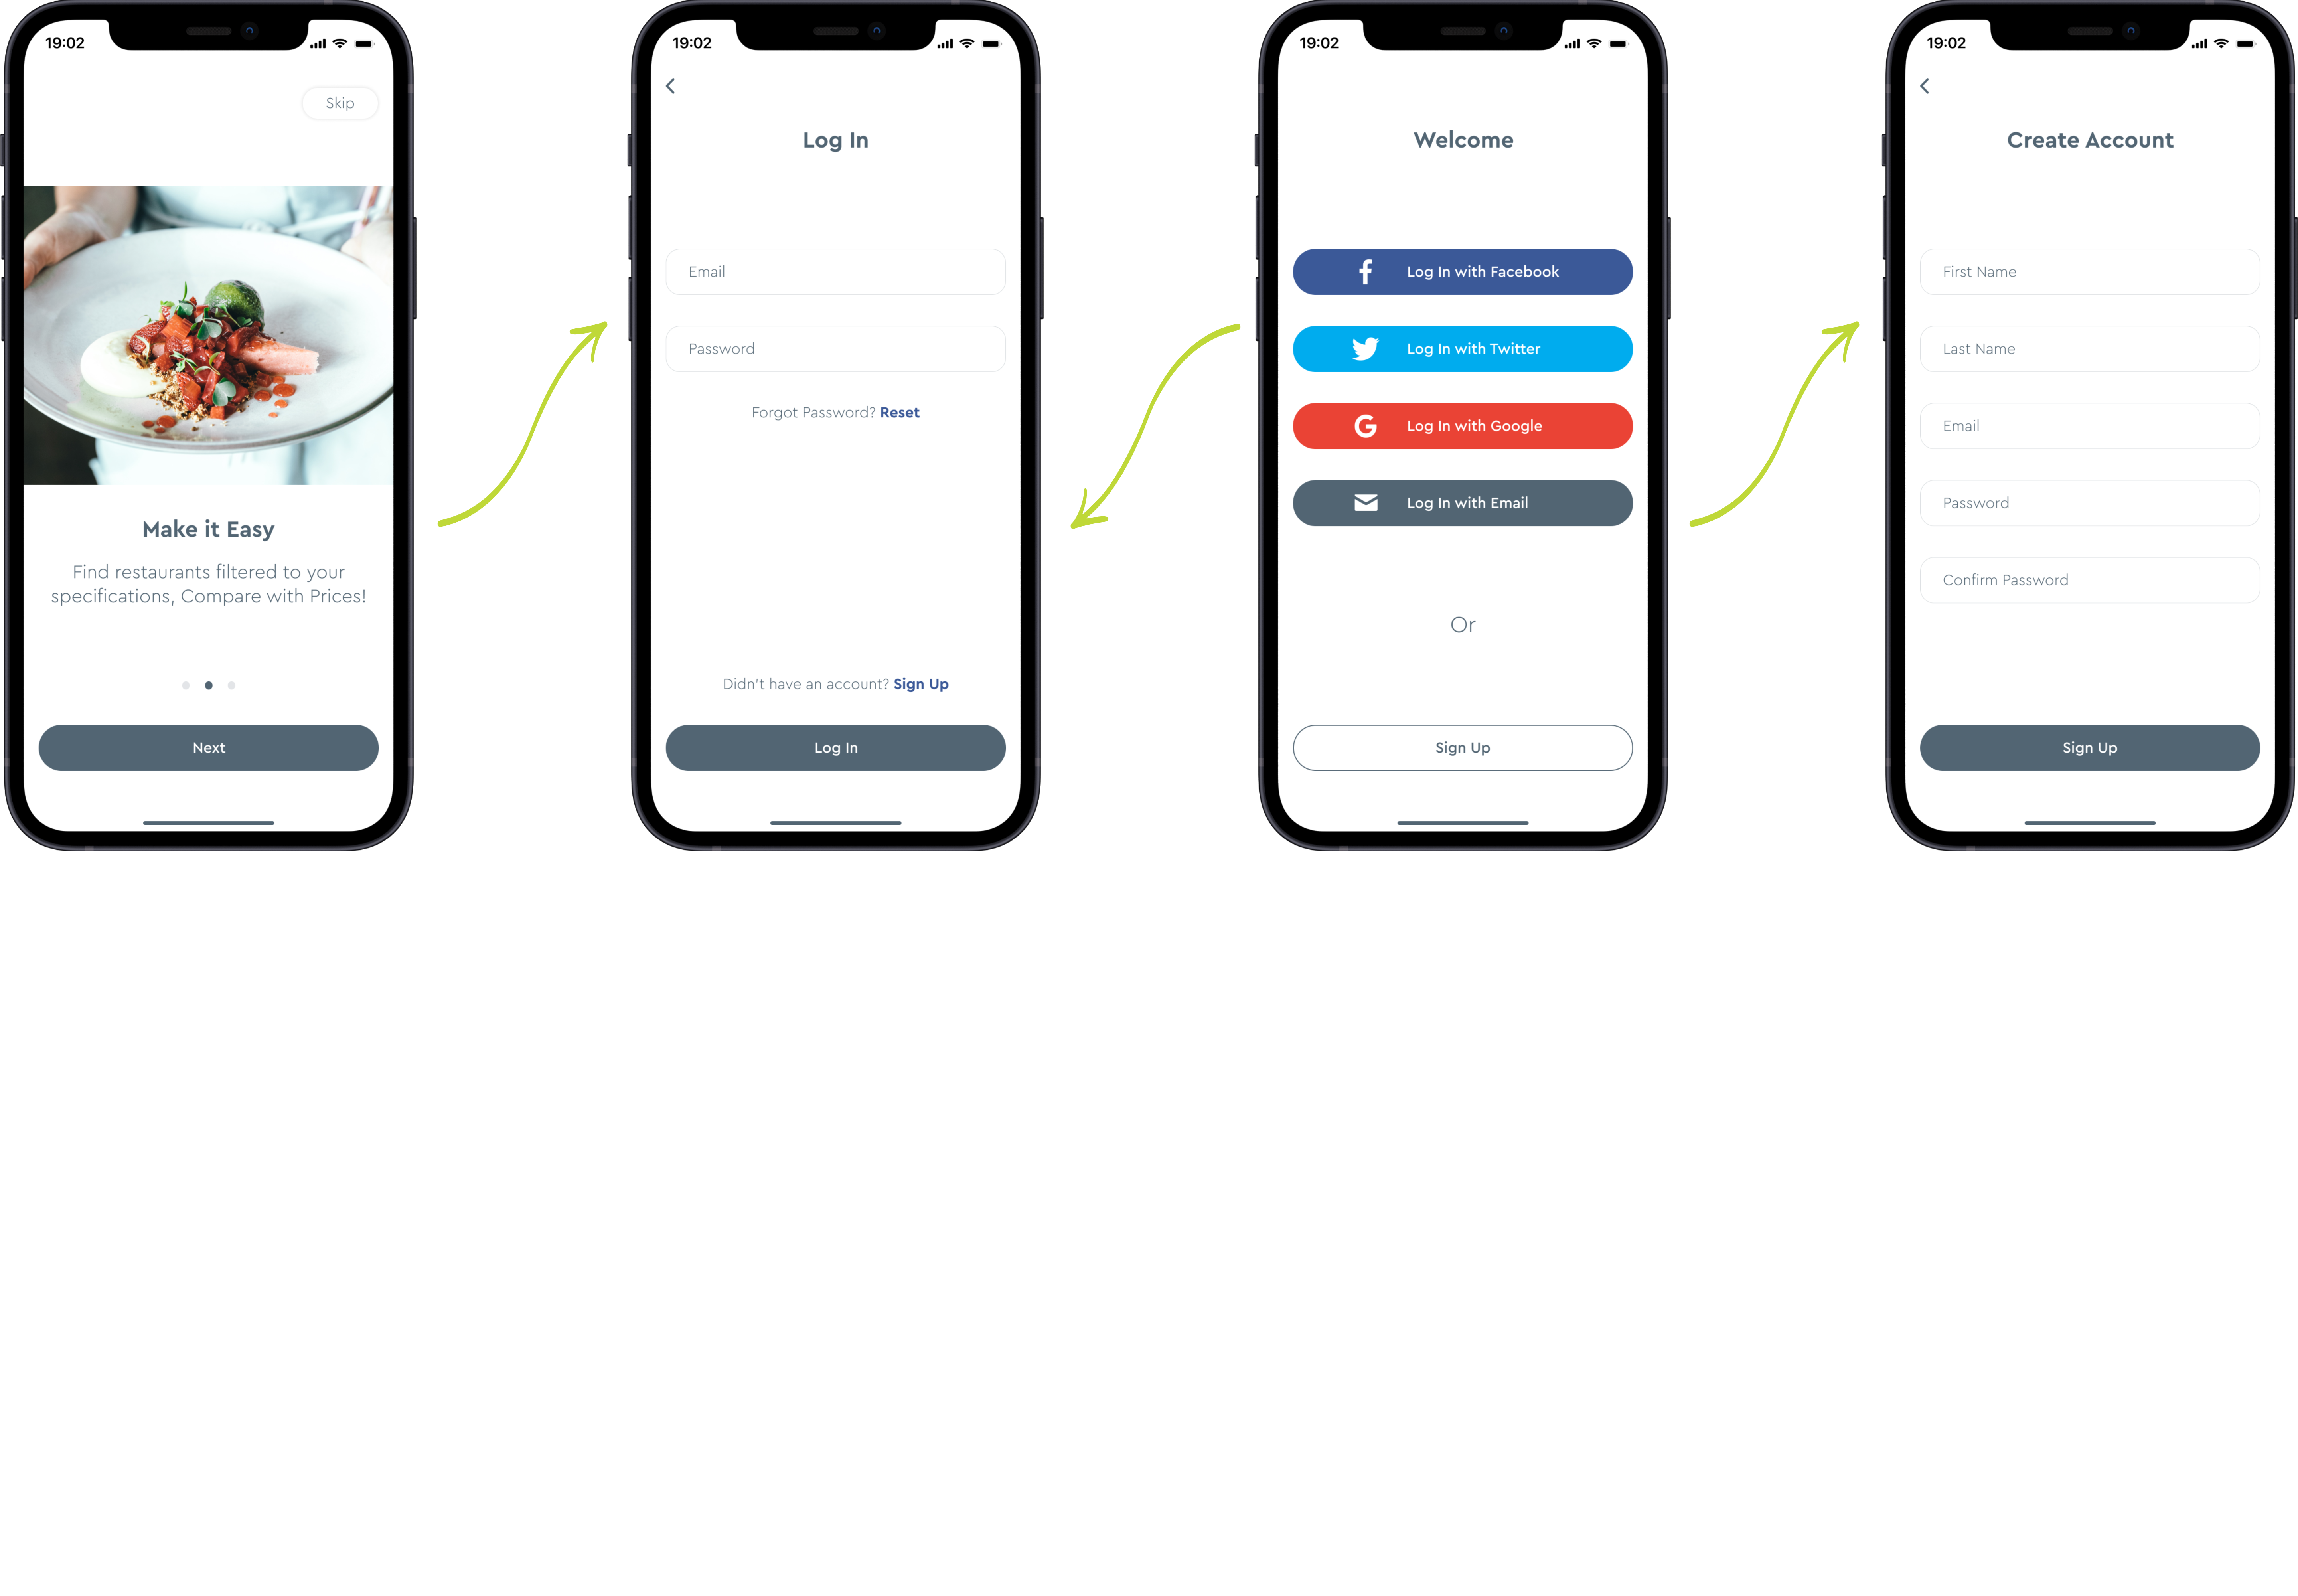 19:02
Skip
Make it Easy
Find restaurants filtered to your
specifications, Compare with Prices!
Next
19:02
Log In
Email
Password
Forgot Password? Reset
Didn't have an account? Sign Up
Log In
19:02
Welcome
Log In with Facebook
Log In with Twitter
Log In with Google
Log In with Email
Or
Sign Up
19:02
Create Account
First Name
Last Name
Email
Password
Confirm Password
Sign Up